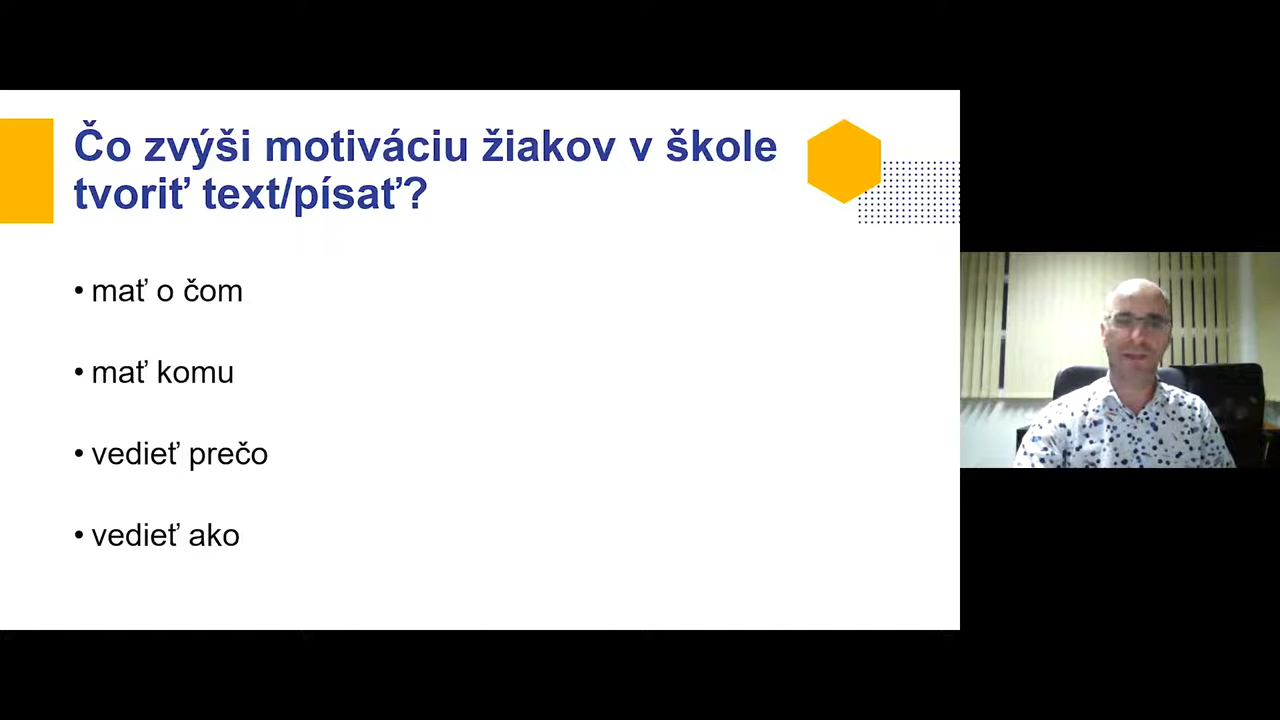 Čo zvýši motiváciu žiakov v škole
tvoriť text/písať?
• mať o čom
• mať komu
• vedieť prečo
• vedieť ako